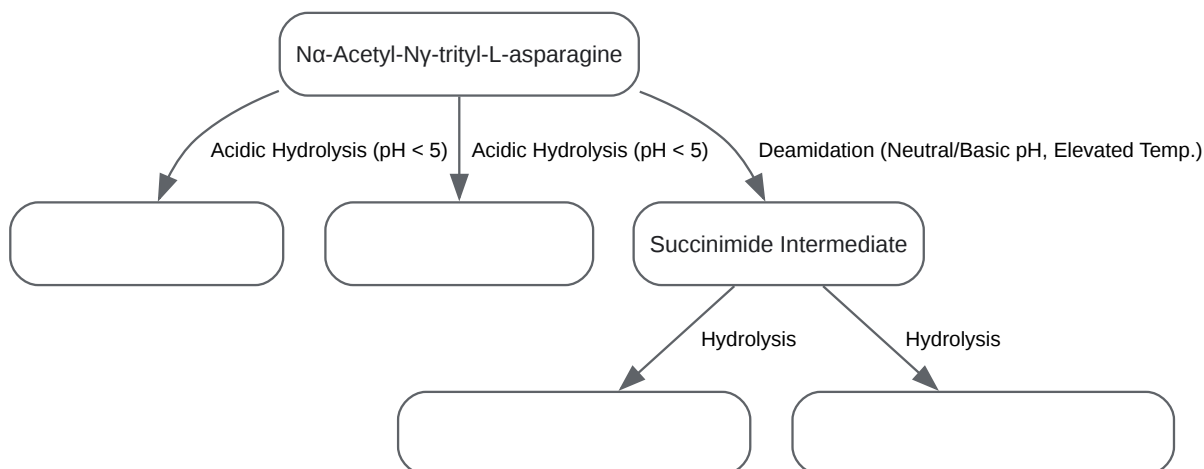 Nα-Acetyl-Nγ-trityl-L-asparagine
Acidic Hydrolysis (pH < 5)
Acidic Hydrolysis (pH < 5)
Deamidation (Neutral/Basic pH, Elevated Temp.)
Succinimide Intermediate
Hydrolysis
Hydrolysis